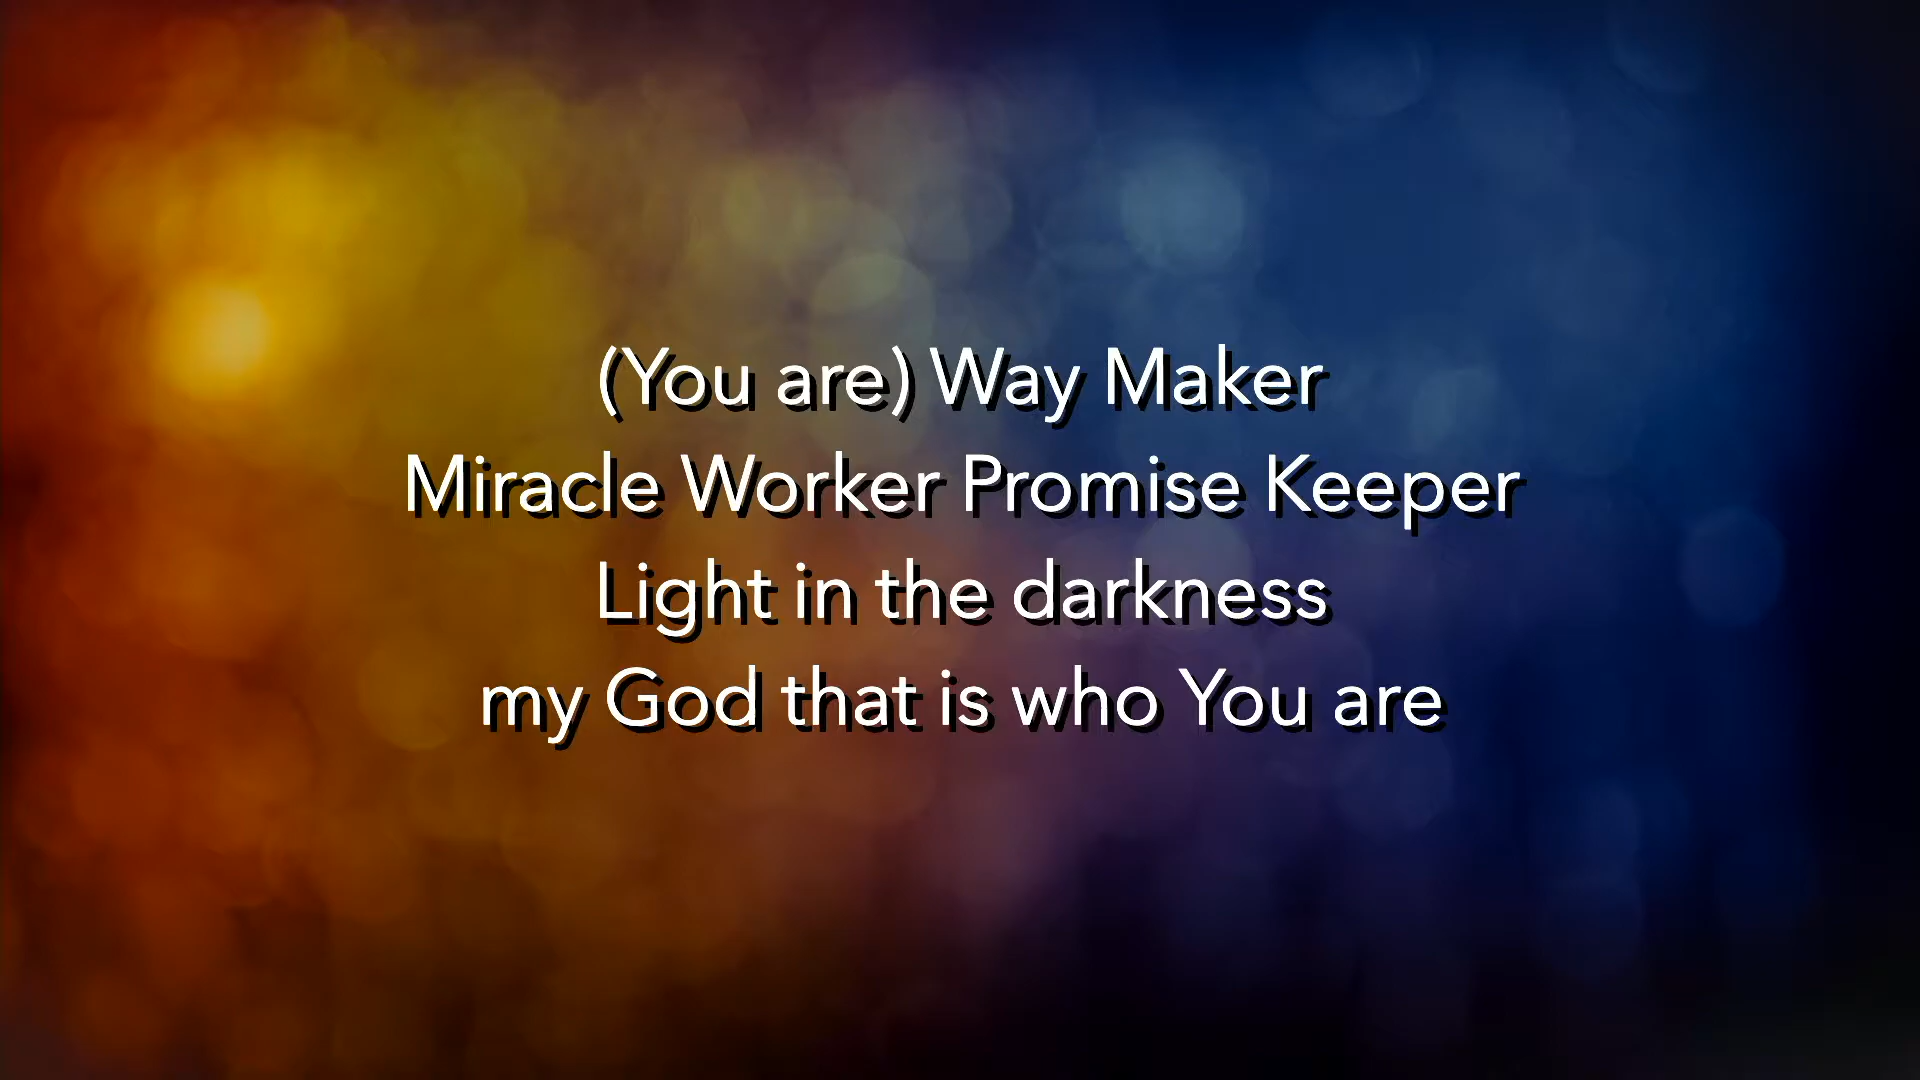 (You are) Way Maker
Miracle Worker Promise Keeper
Light in the darkness
my God that is who You are